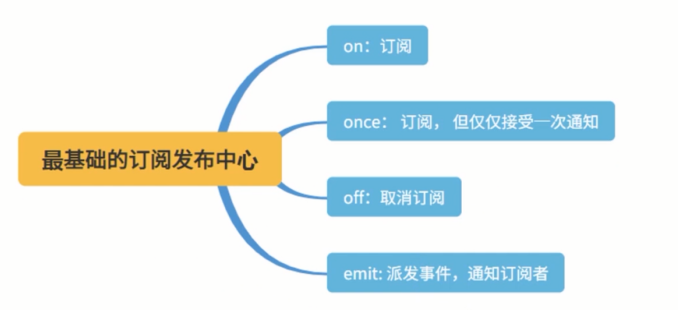 on：订阅
once： 订阅， 但仅仅接受一次通知
最基础的订阅发布中心
off：取消订阅
emit: 派发事件，通知订阅者